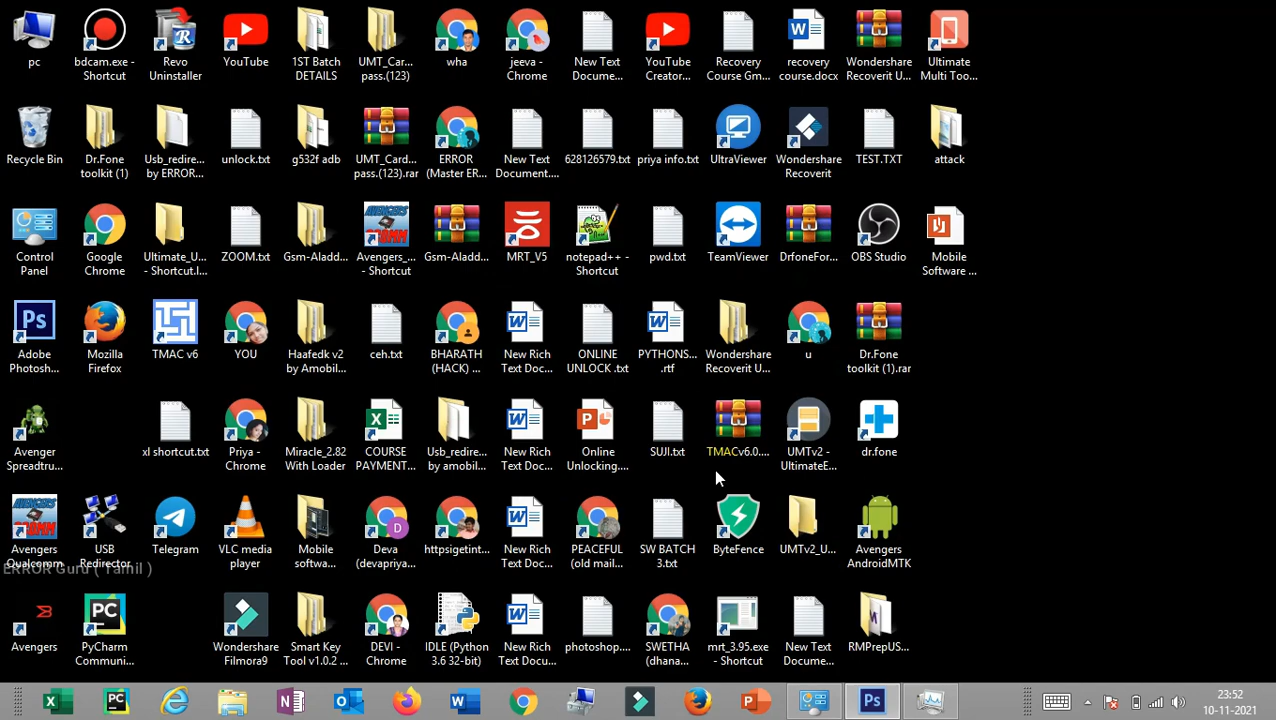 pc
bdcam.exe - Shortcut
Revo Uninstaller
YouTube
1ST Batch DETAILS
UMT_Car... pass.(123)
wha
jeeva - Chrome
New Text Docume...
YouTube Creator...
Recovery Course Gm...
recovery course.docx
Wondershare Recoverit U...
Ultimate Multi Too...
Recycle Bin
Dr.Fone toolkit (1)
Usb_redire... by ERROR...
unlock.txt
g532f adb
UMT_Card... pass.(123).rar
ERROR (Master ER...
New Text Document....
628126579.txt
priya info.txt
UltraViewer
Wondershare Recoverit
TEST.TXT
attack
Control Panel
Google Chrome
Ultimate_U... - Shortcut.l...
ZOOM.txt
Gsm-Aladd...
Avengers_... - Shortcut
Gsm-Aladd...
MRT_V5
notepad++ - Shortcut
pwd.txt
TeamViewer
DrfoneFor...
OBS Studio
Mobile Software ...
Adobe Photosh...
Mozilla Firefox
TMAC v6
YOU
Haafedk v2 by Amobil...
ceh.txt
BHARATH (HACK) ...
New Rich Text Doc...
ONLINE UNLOCK .txt
PYTHONS... .rtf
Wondershare Recoverit U...
u
Dr.Fone toolkit (1).rar
Avenger Spreadtru...
xl shortcut.txt
Priya - Chrome
Miracle_2.82 With Loader
COURSE PAYMENT...
Usb_redire... by amobil...
New Rich Text Doc...
Online Unlocking....
SUJI.txt
TMACv6.0....
UMTv2 - UltimateE...
dr.fone
Avengers Qualcomm
USB Redirector
Telegram
VLC media player
Mobile softwa...
Deva (devapriya...
httpsigetint...
New Rich Text Doc...
PEACEFUL (old mail...
SW BATCH 3.txt
ByteFence
UMTv2_U...
Avengers AndroidMTK
ERROR Guru ( Tamil )
Avengers
PyCharm Communi...
Wondershare Filmora9
Smart Key Tool v1.0.2 ...
DEVI - Chrome
IDLE (Python 3.6 32-bit)
New Rich Text Docu...
photoshop....
SWETHA (dhana...
mrt_3.95.exe - Shortcut
New Text Docume...
RMPrepUS...
23:32
10-11-2021